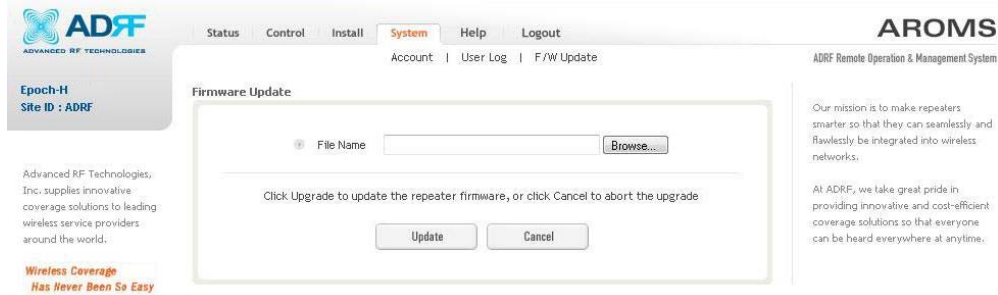 ADRF
ADVANCED RF TECHNOLOGIES
Status Control Install System Help Logout
Account | User Log | F/W Update
AROMS
ADRF Remote Operation & Management System
Epoch-H
Site ID : ADRF
Advanced RF Technologies,
Inc. supplies innovative
coverage solutions to leading
wireless service providers
around the world.
Wireless Coverage
Has Never Been So Easy
Firmware Update
File Name
Browse...
Click Upgrade to update the repeater firmware, or click Cancel to abort the upgrade
Update Cancel
Our mission is to make repeaters
smarter so that they can seamlessly and
flawlessly be integrated into wireless
networks.
At ADRF, we take great pride in
providing innovative and cost-efficient
coverage solutions so that everyone
can be heard everywhere at anytime.